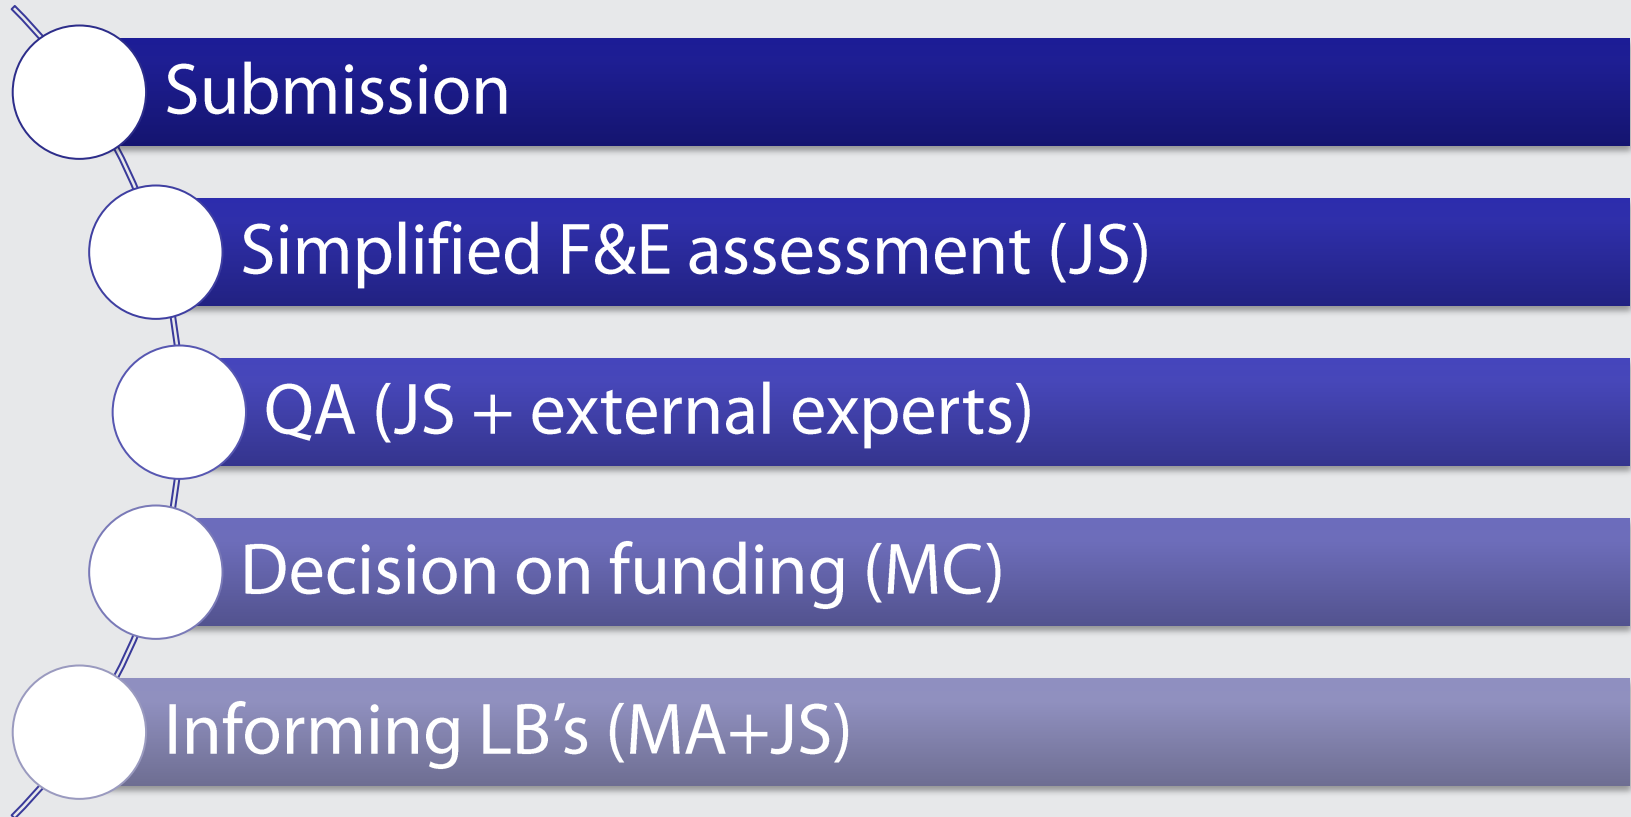 Submission
Simplified F&E assessment (JS)
QA (JS + external experts)
Decision on funding (MC)
Informing LB’s (MA+JS)